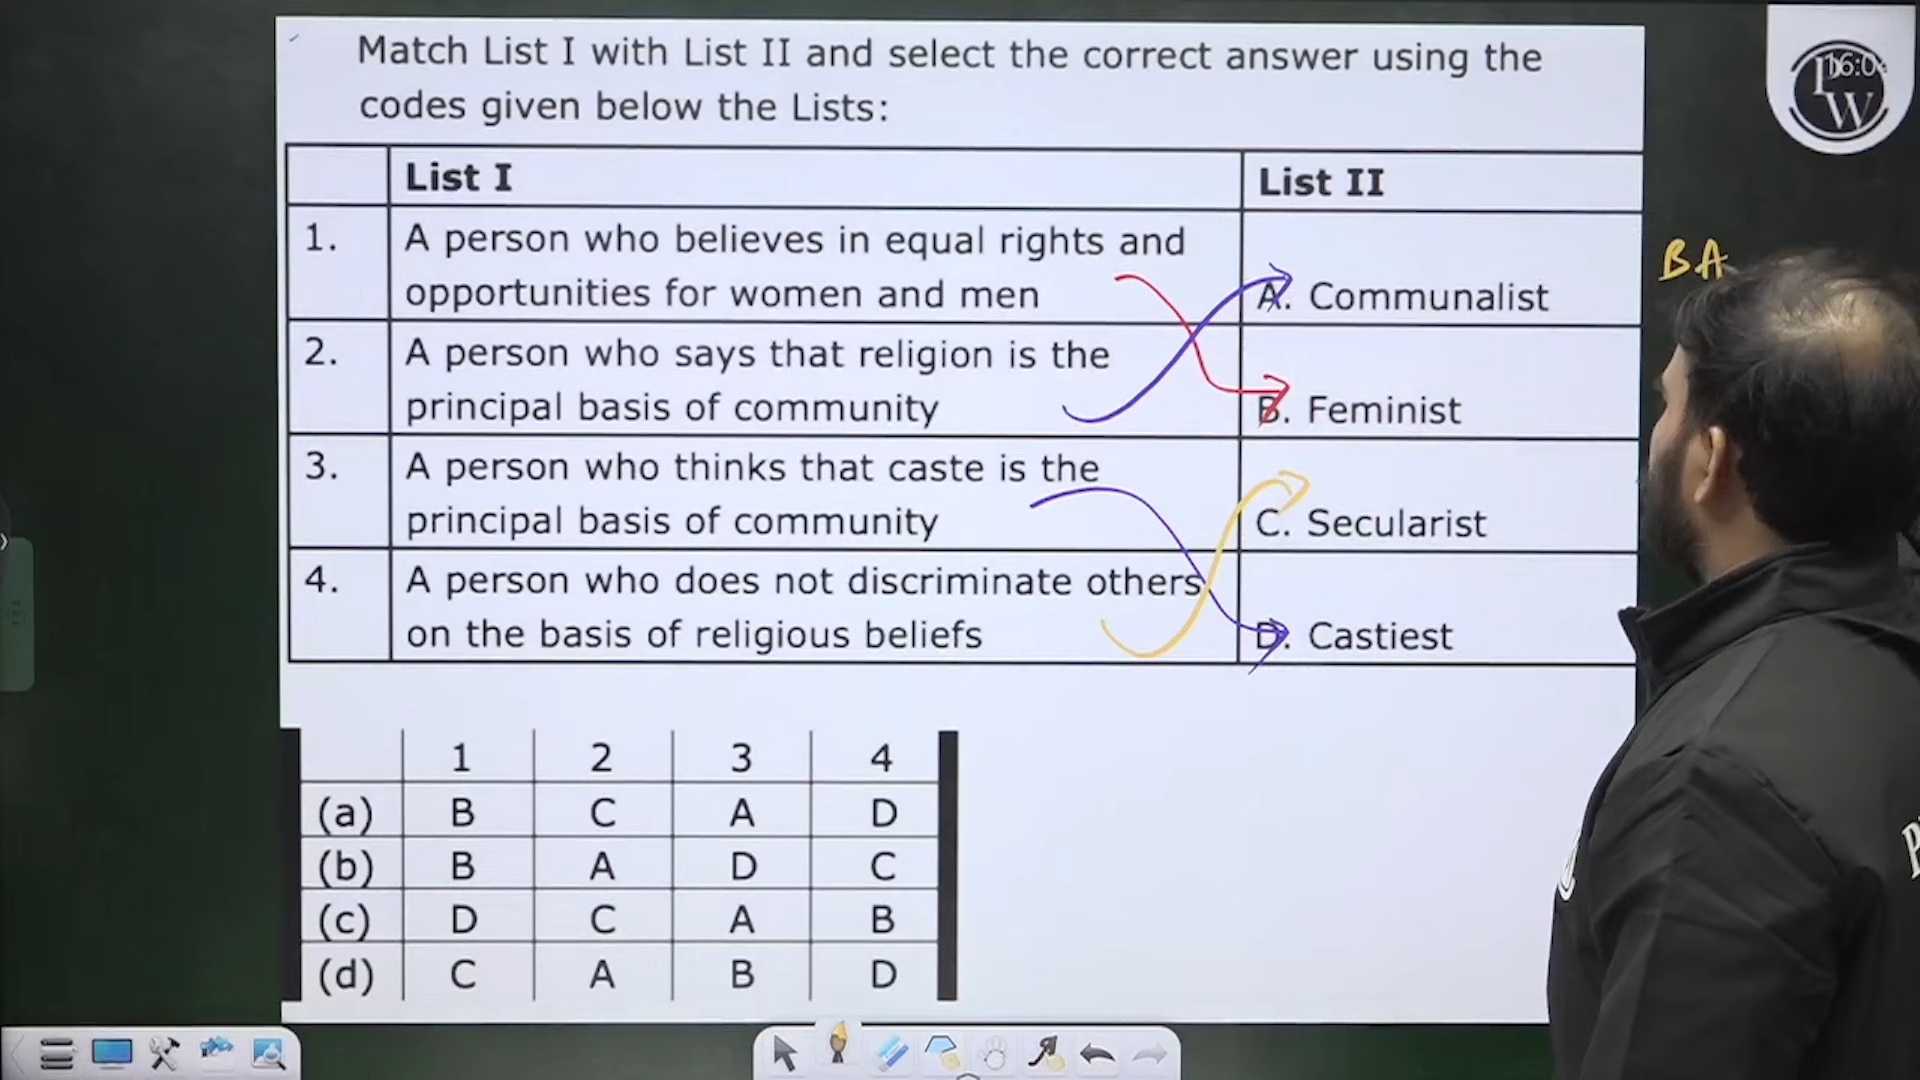 Match List I with List II and select the correct answer using the
codes given below the Lists:
List I List II
1. A person who believes in equal rights and
opportunities for women and men A. Communalist
2. A person who says that religion is the
principal basis of community B. Feminist
3. A person who thinks that caste is the
principal basis of community C. Secularist
4. A person who does not discriminate others
on the basis of religious beliefs D. Castiest
BA
1 2 3 4
(a) B C A D
(b) B A D C
(c) D C A B
(d) C A B D
PW